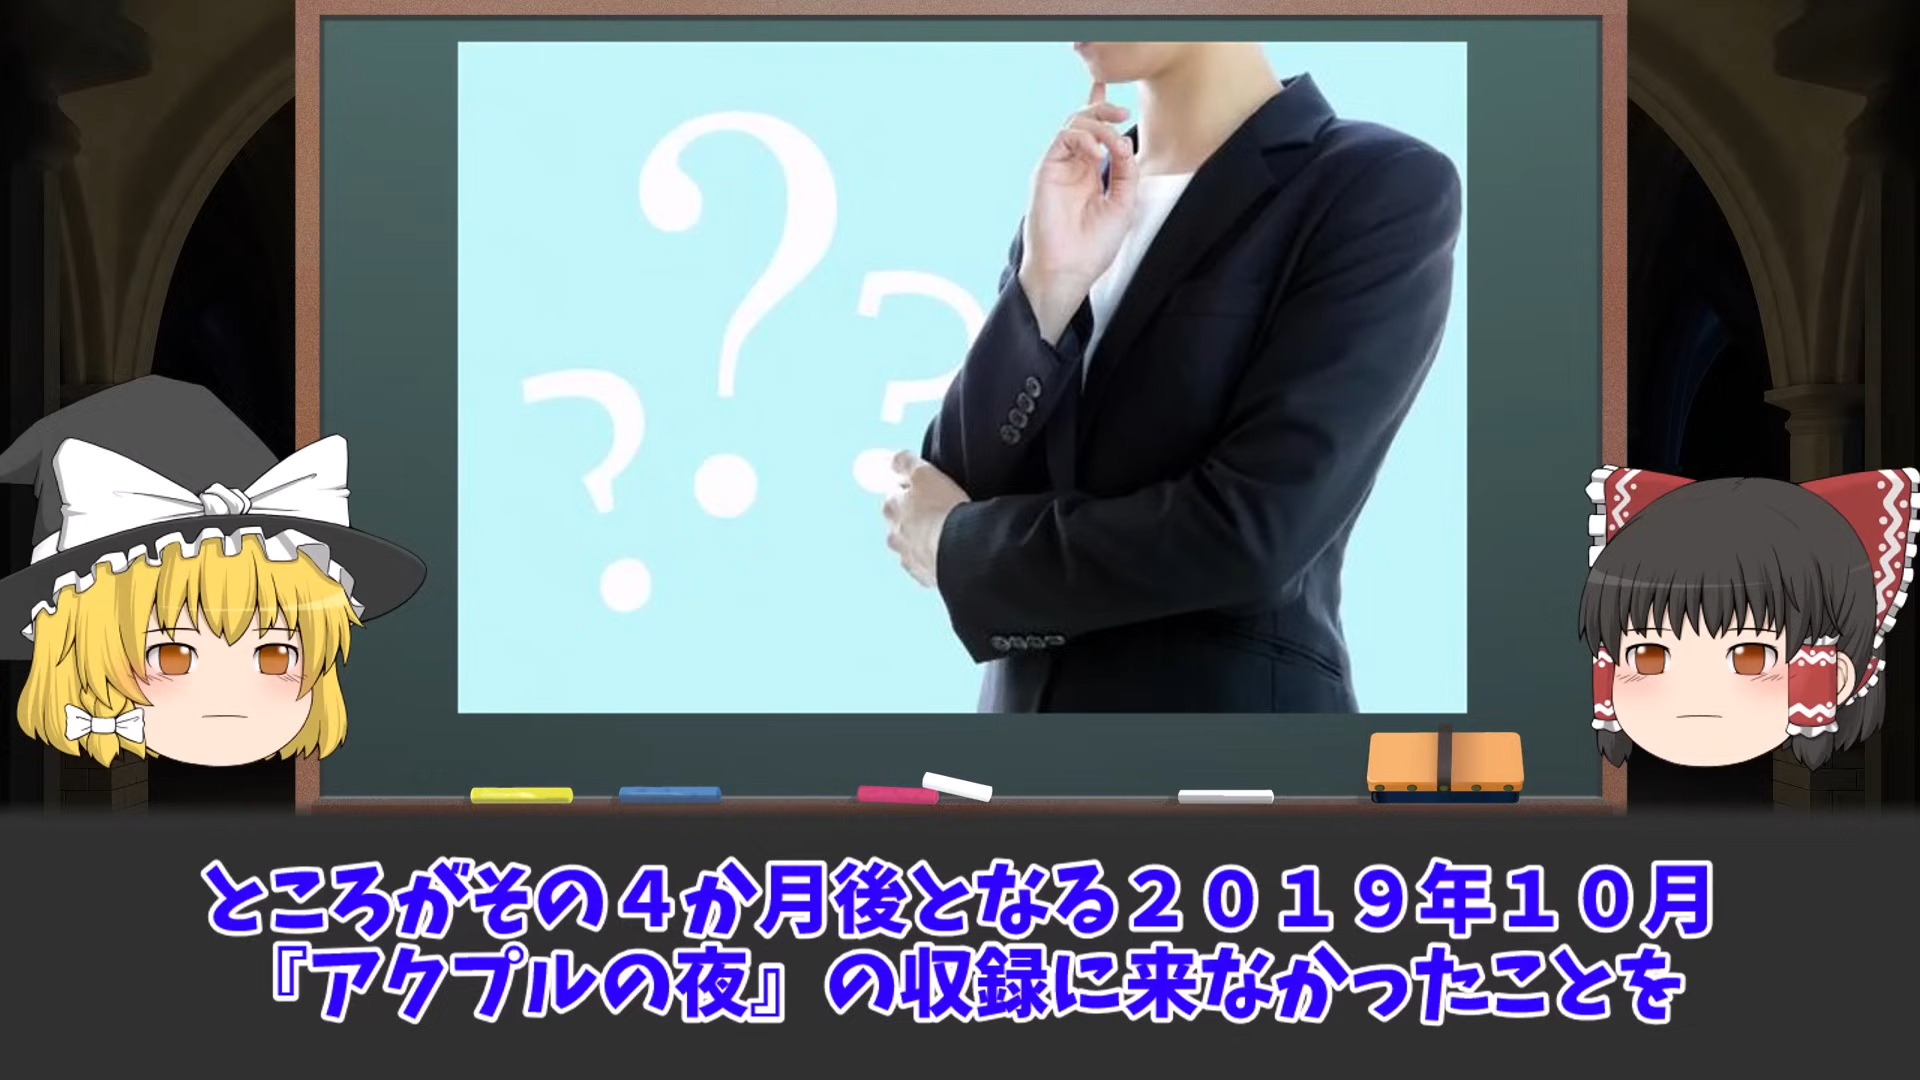 ? ? ?
ところがその４か月後となる２０１９年１０月
『アクプルの夜』の収録に来なかったことを